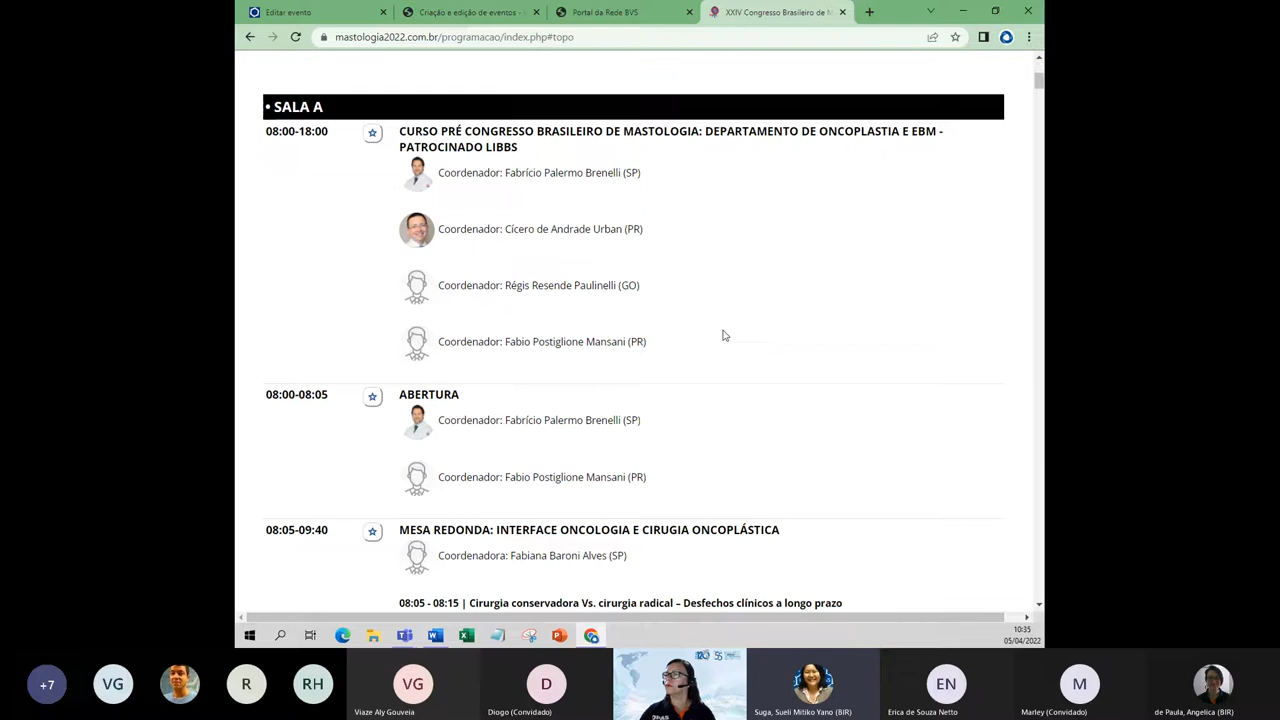 Editar evento
Criação e edição de eventos -
Portal da Rede BVS
XXIV Congresso Brasileiro de M
mastologia2022.com.br/programacao/index.php#topo
• SALA A
08:00-18:00
CURSO PRÉ CONGRESSO BRASILEIRO DE MASTOLOGIA: DEPARTAMENTO DE ONCOPLASTIA E EBM -
PATROCINADO LIBBS
Coordenador: Fabrício Palermo Brenelli (SP)
Coordenador: Cícero de Andrade Urban (PR)
Coordenador: Régis Resende Paulinelli (GO)
Coordenador: Fabio Postiglione Mansani (PR)
08:00-08:05
ABERTURA
Coordenador: Fabrício Palermo Brenelli (SP)
Coordenador: Fabio Postiglione Mansani (PR)
08:05-09:40
MESA REDONDA: INTERFACE ONCOLOGIA E CIRUGIA ONCOPLÁSTICA
Coordenadora: Fabiana Baroni Alves (SP)
08:05 - 08:15 | Cirurgia conservadora Vs. cirurgia radical – Desfechos clínicos a longo prazo
10:35
05/04/2022
+7
VG
R
RH
VG
D
EN
M
Viaze Aly Gouveia
Diogo (Convidado)
Suga, Sueli Mitiko Yano (BIR)
Erica de Souza Netto
Marley (Convidado)
de Paula, Angelica (BIR)